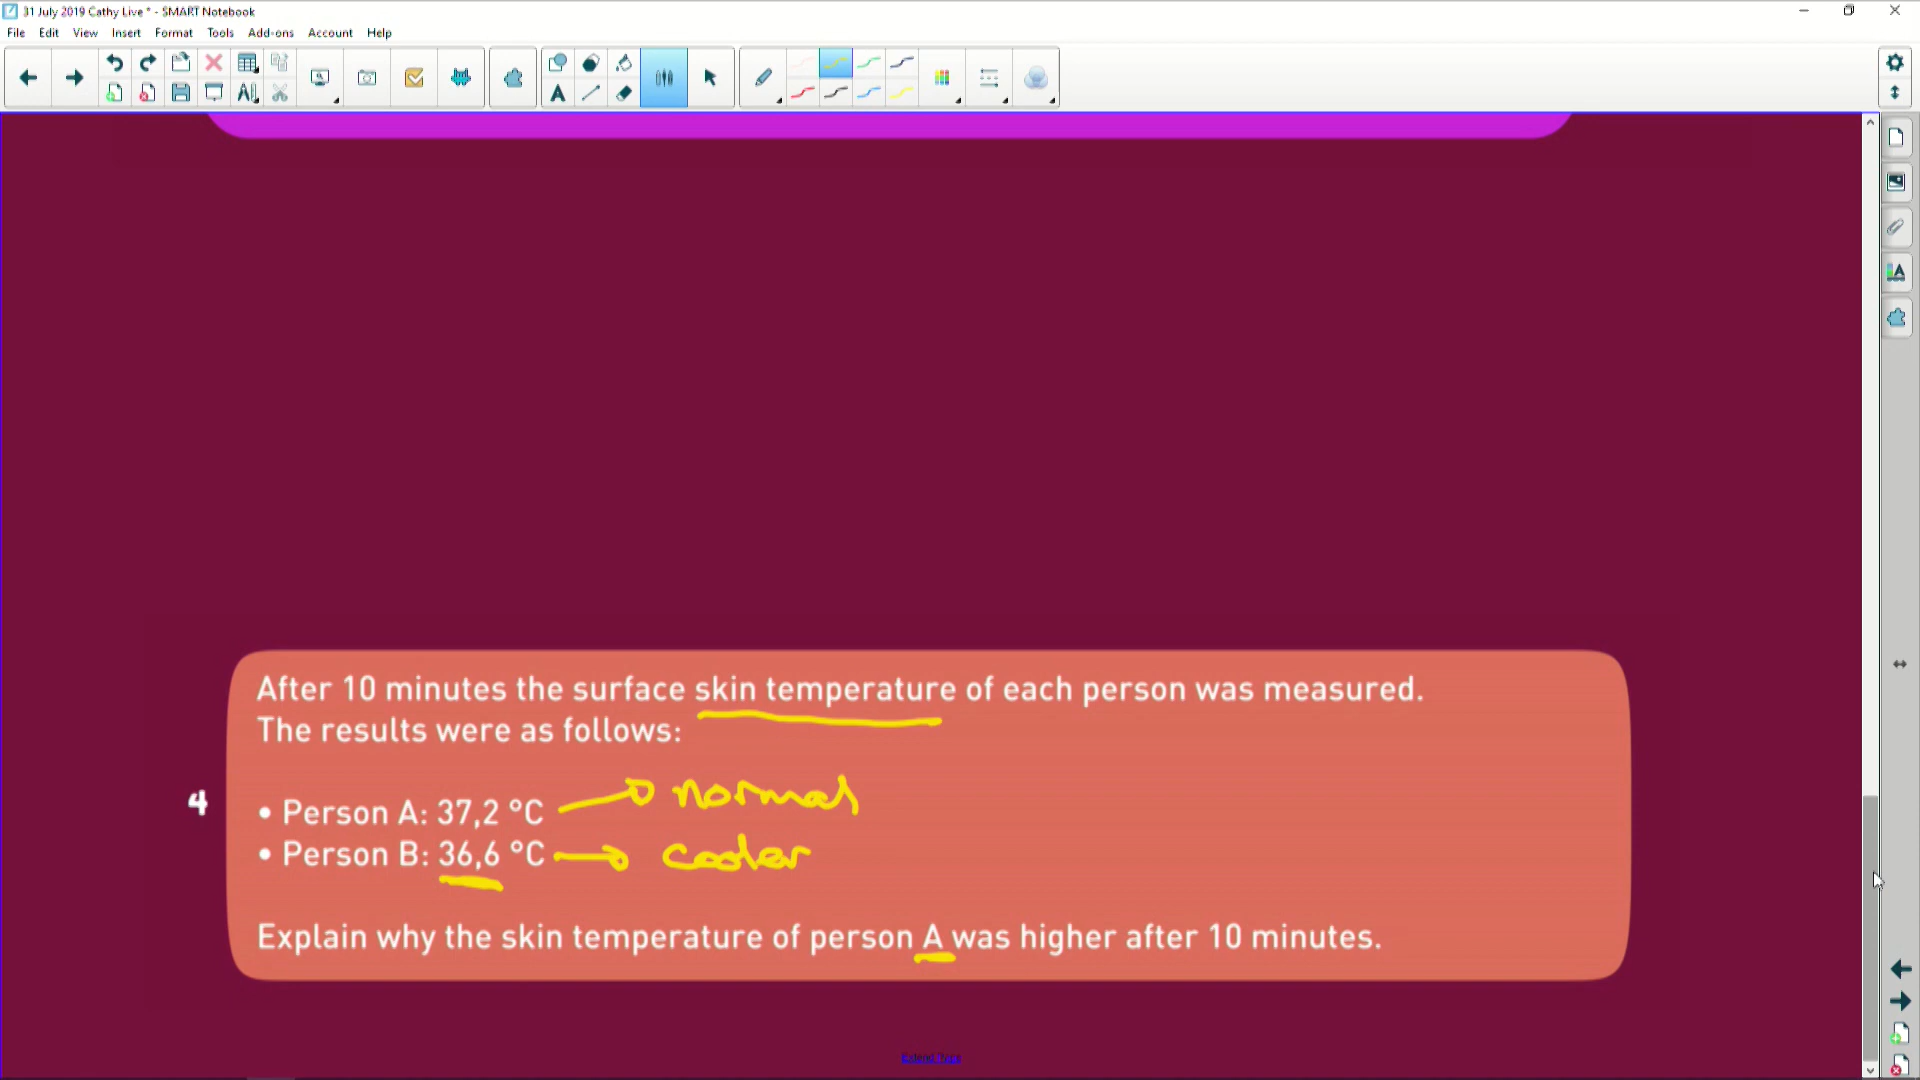 31 July 2019 Cathy Live * - SMART Notebook
File Edit View Insert Format Tools Add-ons Account Help
After 10 minutes the surface skin temperature of each person was measured.
The results were as follows:
4
• Person A: 37,2 °C normal
• Person B: 36,6 °C cooler
Explain why the skin temperature of person A was higher after 10 minutes.
Extend Page